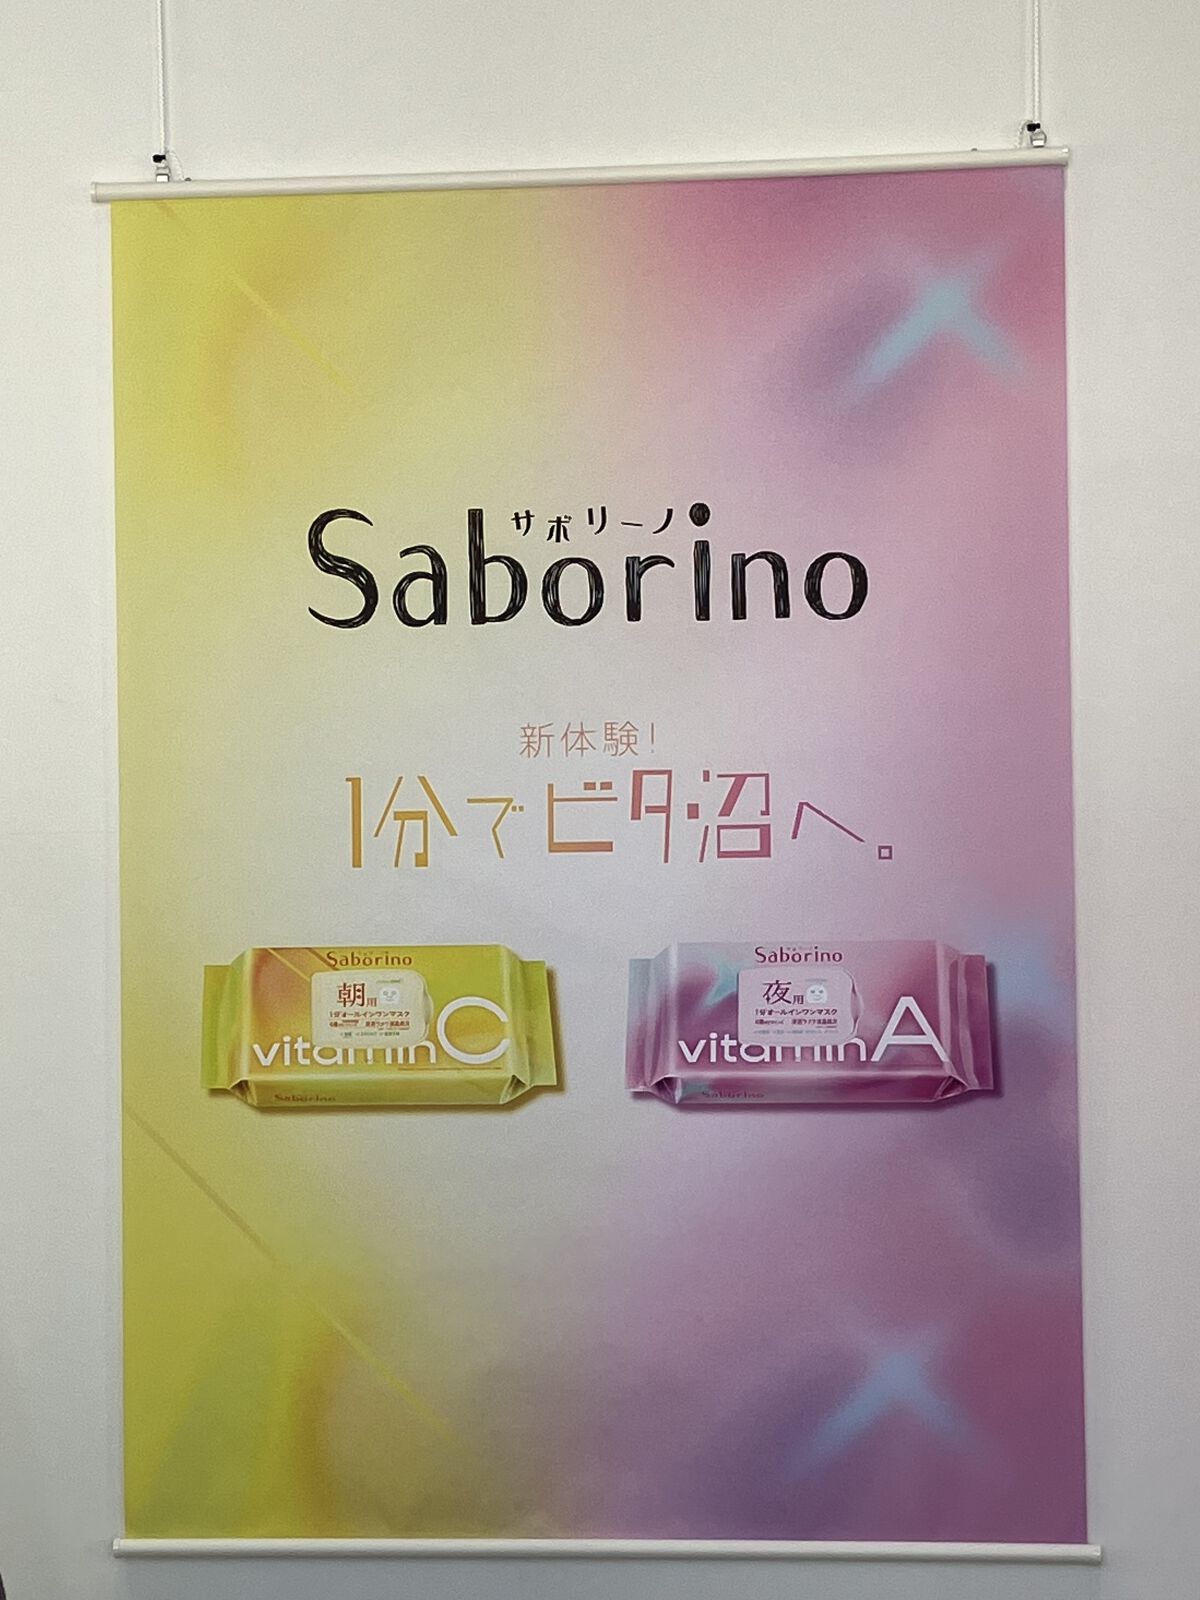 サボリーノ
Saborino
新体験!
1分でビタ沼へ。
Saborino
朝用
1分オールインワンマスク
vitaminC
Saborino
Saborino
夜用
1分オールインワンマスク
vitaminA
Saborino